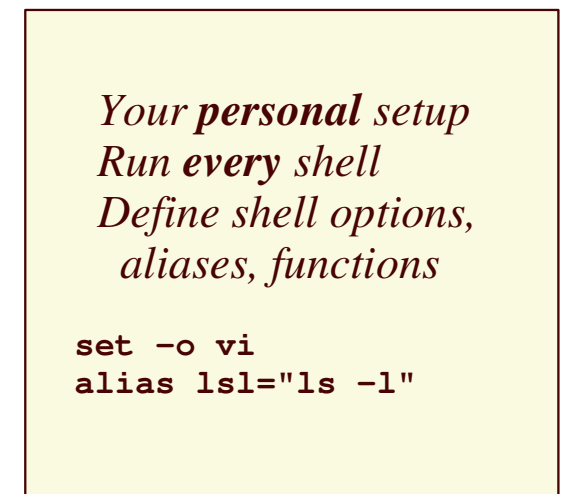 Your personal setup
Run every shell
Define shell options,
aliases, functions
set −o vi
alias lsl="ls −l"